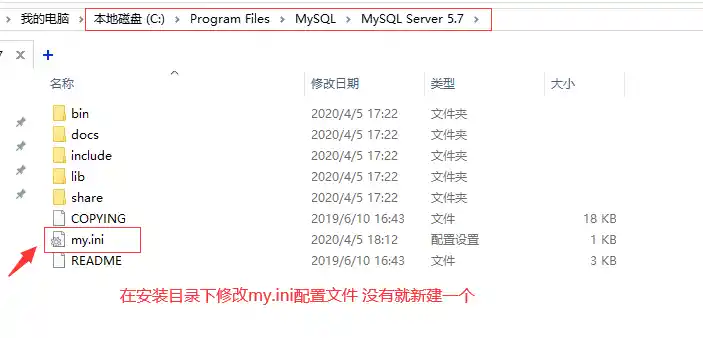 我的电脑 > 本地磁盘 (C:) > Program Files > MySQL > MySQL Server 5.7 >
名称 修改日期 类型 大小
bin 2020/4/5 17:22 文件夹
docs 2020/4/5 17:22 文件夹
include 2020/4/5 17:22 文件夹
lib 2020/4/5 17:22 文件夹
share 2020/4/5 17:22 文件夹
COPYING 2019/6/10 16:43 文件 18 KB
my.ini 2020/4/5 18:12 配置设置 1 KB
README 2019/6/10 16:43 文件 3 KB
在安装目录下修改my.ini配置文件 没有就新建一个